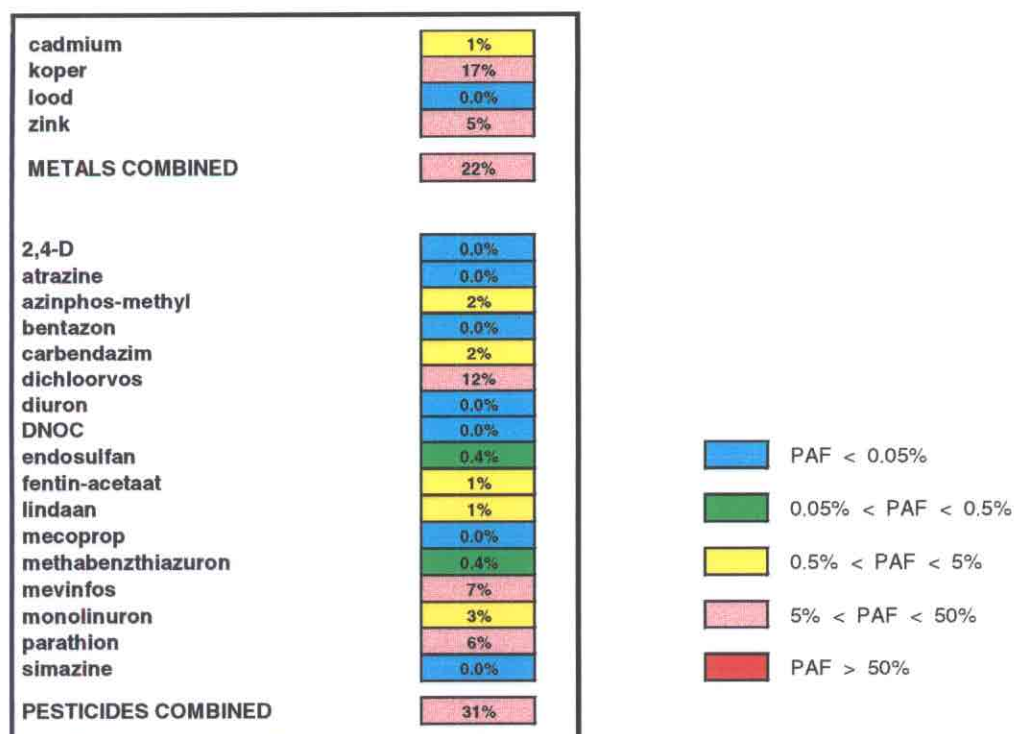 cadmium 1%
koper 17%
lood 0.0%
zink 5%
METALS COMBINED 22%
2,4-D 0.0%
atrazine 0.0%
azinphos-methyl 2%
bentazon 0.0%
carbendazim 2%
dichloorvos 12%
diuron 0.0%
DNOC 0.0%
endosulfan 0.4%
fentin-acetaat 1%
lindaan 1%
mecoprop 0.0%
methabenzthiazuron 0.4%
mevinfos 7%
monolinuron 3%
parathion 6%
simazine 0.0%
PESTICIDES COMBINED 31%
PAF < 0.05%
0.05% < PAF < 0.5%
0.5% < PAF < 5%
5% < PAF < 50%
PAF > 50%